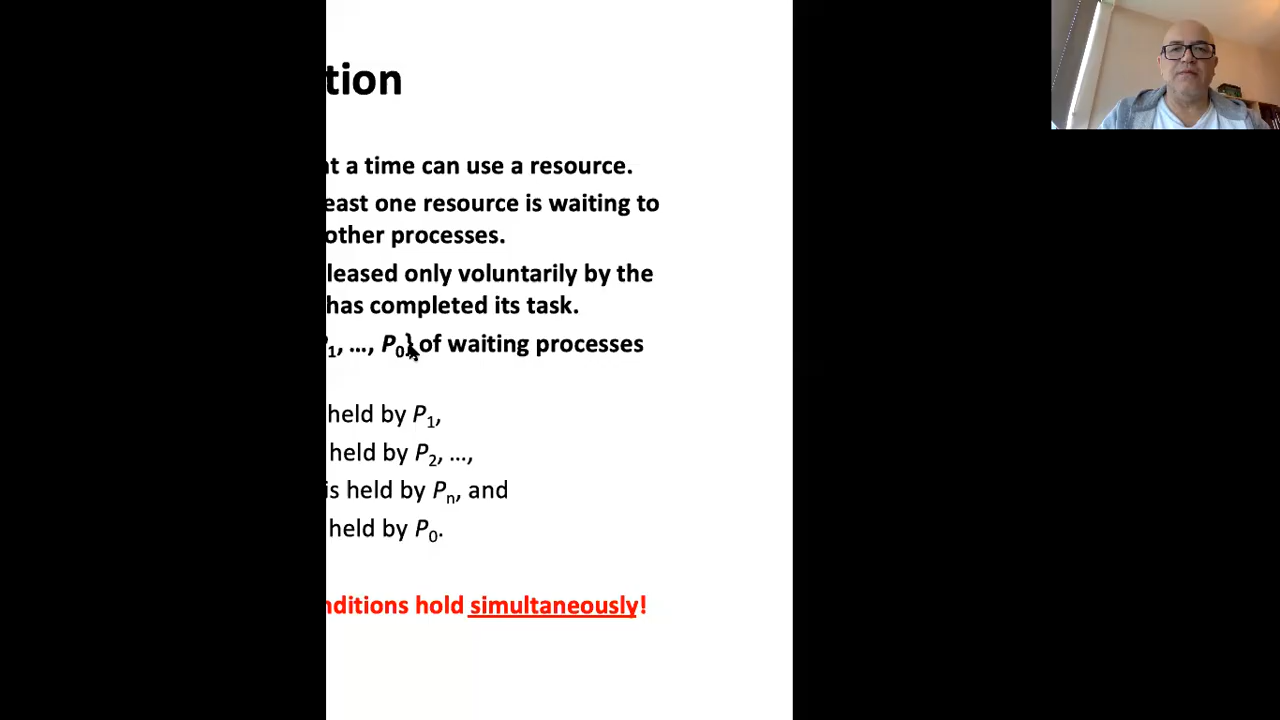 tion
at a time can use a resource.
east one resource is waiting to
other processes.
leased only voluntarily by the
has completed its task.
P1, …, P0} of waiting processes
held by P1,
held by P2, …,
is held by Pn, and
held by P0.
nditions hold simultaneously!